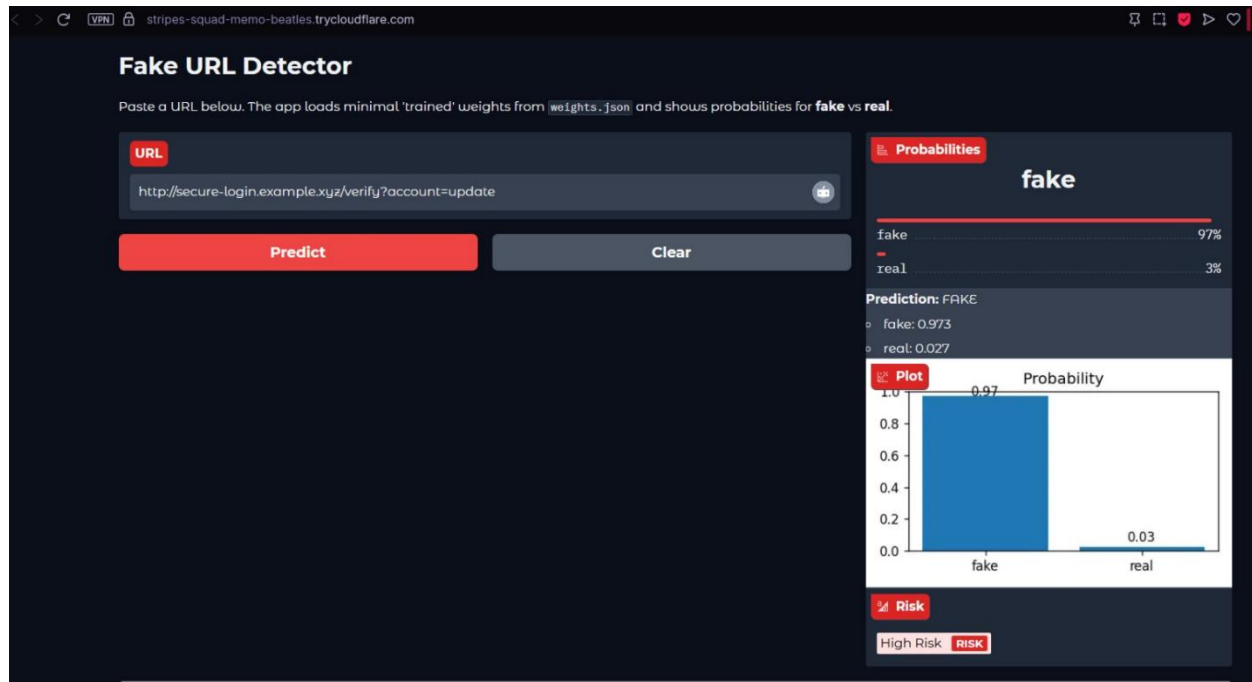 VPN stripes-squad-memo-beatles.trycloudflare.com
Fake URL Detector
Paste a URL below. The app loads minimal 'trained' weights from weights.json and shows probabilities for fake vs real.
URL
http://secure-login.example.xyz/verify?account=update
Predict
Clear
Probabilities
fake
fake 97%
real 3%
Prediction: FAKE
fake: 0.973
real: 0.027
Plot
Probability
1.0
0.97
0.8
0.6
0.4
0.2
0.03
0.0
fake real
Risk
High Risk RISK